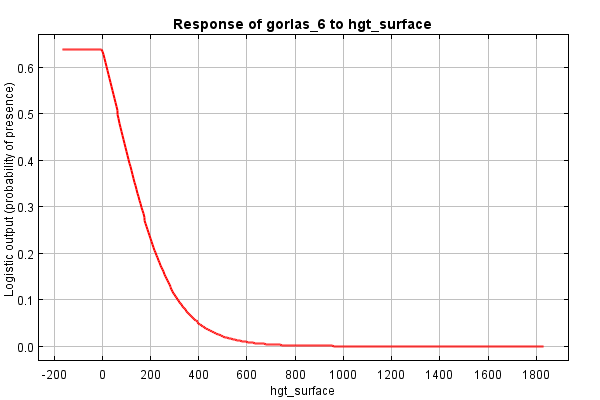 Response of gorlas_6 to hgt_surface
Logistic output (probability of presence)
0.6
0.5
0.4
0.3
0.2
0.1
0.0
-200 0 200 400 600 800 1000 1200 1400 1600 1800
hgt_surface